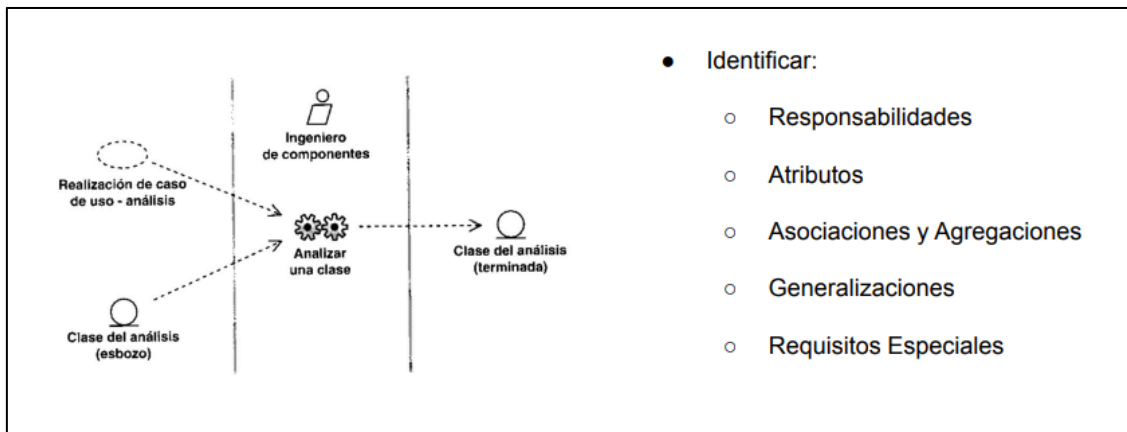 Ingeniero
de componentes
Realización de caso
de uso - análisis
Analizar
una clase
Clase del análisis
(terminada)
Clase del análisis
(esbozo)
● Identificar:
○ Responsabilidades
○ Atributos
○ Asociaciones y Agregaciones
○ Generalizaciones
○ Requisitos Especiales